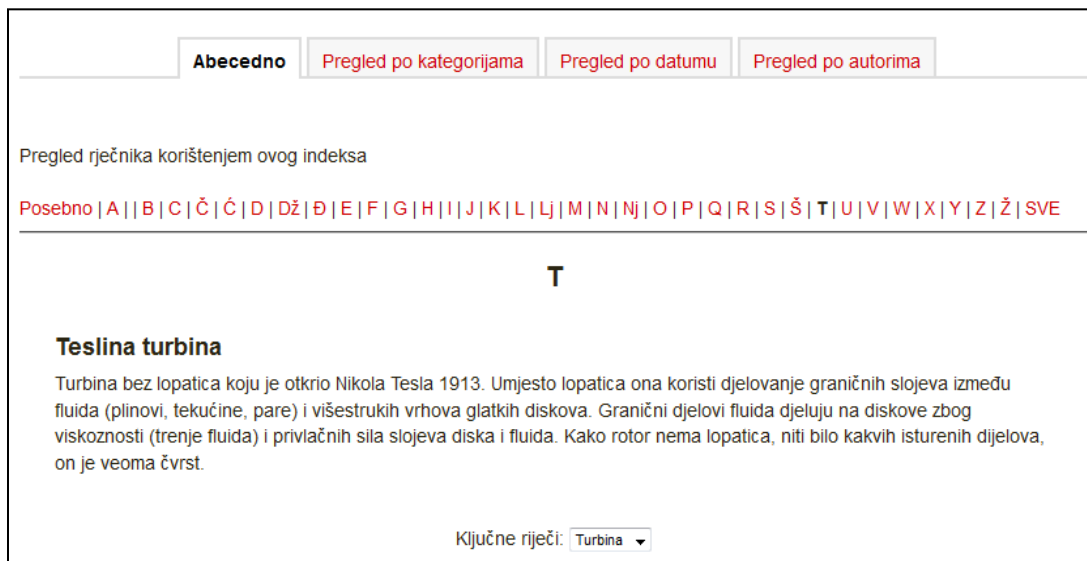 Abecedno Pregled po kategorijama Pregled po datumu Pregled po autorima
Pregled rječnika korištenjem ovog indeksa
Posebno | A | | B | C | Č | Ć | D | Dž | Đ | E | F | G | H | I | J | K | L | Lj | M | N | Nj | O | P | Q | R | S | Š | T | U | V | W | X | Y | Z | Ž | SVE
T
Teslina turbina
Turbina bez lopatica koju je otkrio Nikola Tesla 1913. Umjesto lopatica ona koristi djelovanje graničnih slojeva između
fluida (plinovi, tekućine, pare) i višestrukih vrhova glatkih diskova. Granični djelovi fluida djeluju na diskove zbog
viskoznosti (trenje fluida) i privlačnih sila slojeva diska i fluida. Kako rotor nema lopatica, niti bilo kakvih isturenih dijelova,
on je veoma čvrst.
Ključne riječi: Turbina